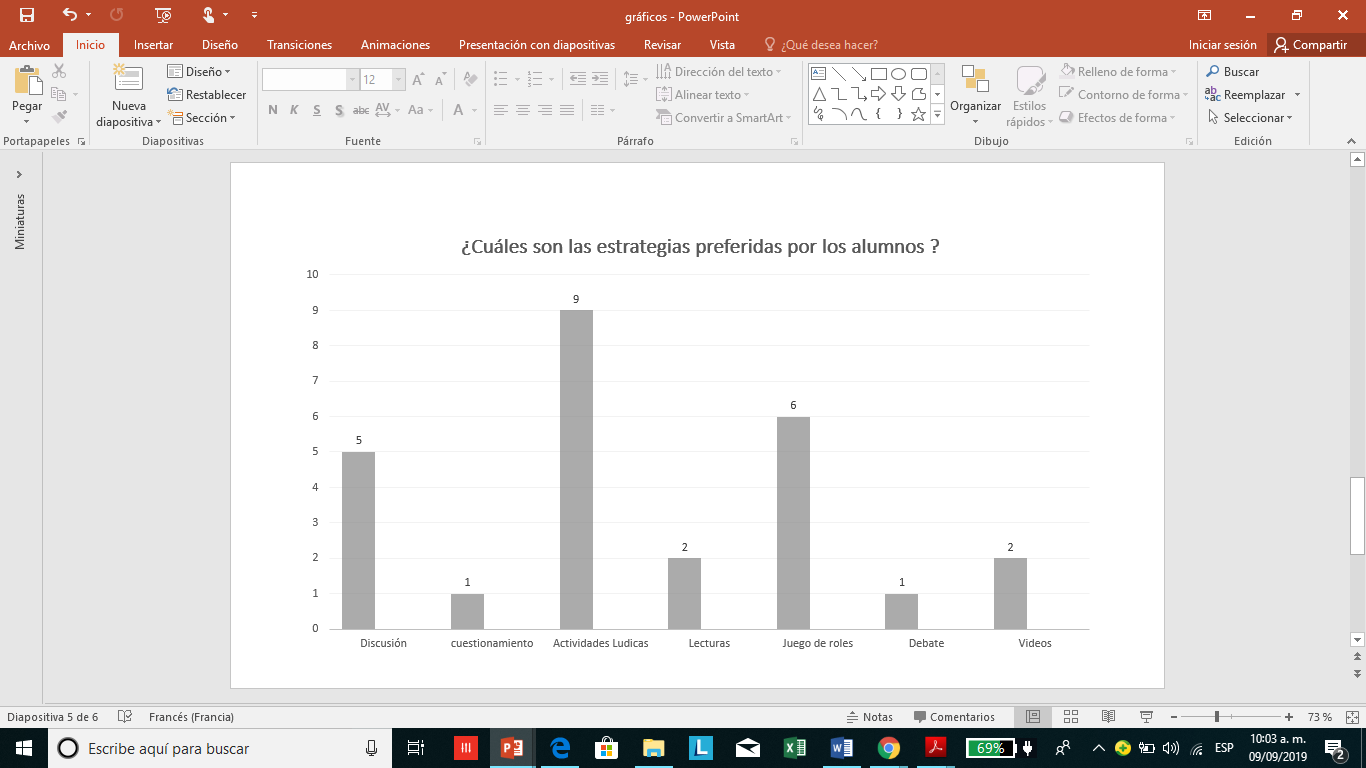 gráficos - PowerPoint
Archivo Inicio Insertar Diseño Transiciones Animaciones Presentación con diapositivas Revisar Vista ¿Qué desea hacer? Iniciar sesión Compartir
Pegar
Portapapeles
Nueva diapositiva
Diseño
Restablecer
Sección
Diapositivas
12
N K S S abc AV Aa A
Fuente
Dirección del texto
Alinear texto
Convertir a SmartArt
Párrafo
Organizar
Estilos rápidos
Relleno de forma
Contorno de forma
Efectos de forma
Dibujo
Buscar
Reemplazar
Seleccionar
Edición
Miniaturas
¿Cuáles son las estrategias preferidas por los alumnos ?
10
9
8
7
6
5
4
3
2
1
0
5 1 9 2 6 1 2
Discusión cuestionamiento Actividades Ludicas Lecturas Juego de roles Debate Videos
Diapositiva 5 de 6 Francés (Francia) Notas Comentarios 73 %
Escribe aquí para buscar 69% ESP 10:03 a. m.
09/09/2019 2